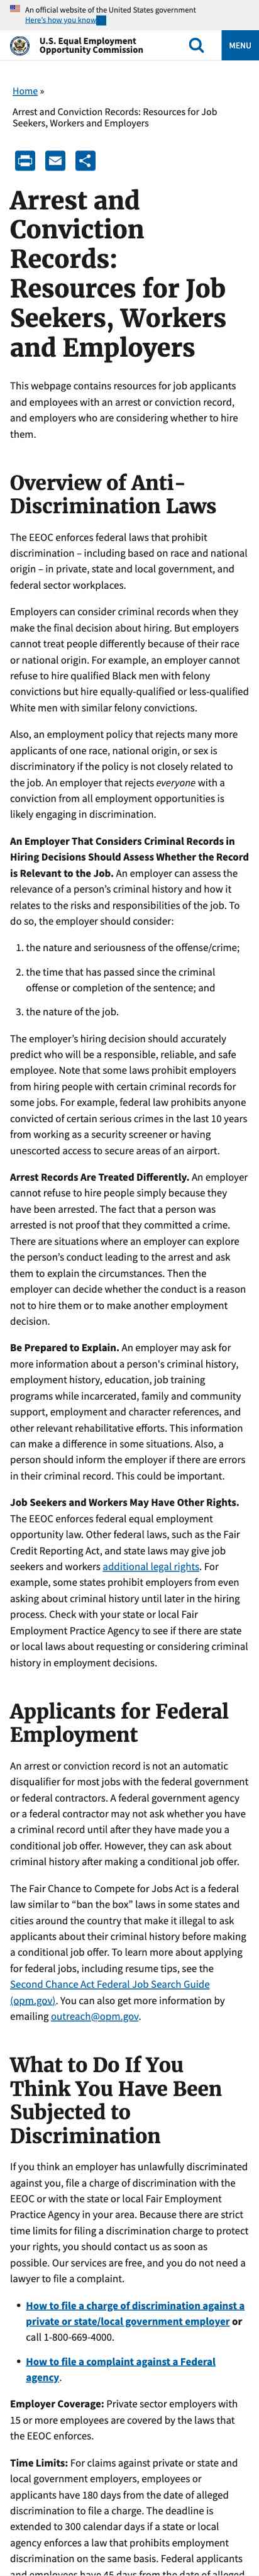 An official website of the United States government
Here's how you know
U.S. Equal Employment
Opportunity Commission
MENU
Home »
Arrest and Conviction Records: Resources for Job
Seekers, Workers and Employers
Arrest and
Conviction
Records:
Resources for Job
Seekers, Workers
and Employers
This webpage contains resources for job applicants
and employees with an arrest or conviction record,
and employers who are considering whether to hire
them.
Overview of Anti-
Discrimination Laws
The EEOC enforces federal laws that prohibit
discrimination – including based on race and national
origin – in private, state and local government, and
federal sector workplaces.
Employers can consider criminal records when they
make the final decision about hiring. But employers
cannot treat people differently because of their race
or national origin. For example, an employer cannot
refuse to hire qualified Black men with felony
convictions but hire equally-qualified or less-qualified
White men with similar felony convictions.
Also, an employment policy that rejects many more
applicants of one race, national origin, or sex is
discriminatory if the policy is not closely related to
the job. An employer that rejects everyone with a
conviction from all employment opportunities is
likely engaging in discrimination.
An Employer That Considers Criminal Records in
Hiring Decisions Should Assess Whether the Record
is Relevant to the Job. An employer can assess the
relevance of a person's criminal history and how it
relates to the risks and responsibilities of the job. To
do so, the employer should consider:
1. the nature and seriousness of the offense/crime;
2. the time that has passed since the criminal
offense or completion of the sentence; and
3. the nature of the job.
The employer's hiring decision should accurately
predict who will be a responsible, reliable, and safe
employee. Note that some laws prohibit employers
from hiring people with certain criminal records for
some jobs. For example, federal law prohibits anyone
convicted of certain serious crimes in the last 10 years
from working as a security screener or having
unescorted access to secure areas of an airport.
Arrest Records Are Treated Differently. An employer
cannot refuse to hire people simply because they
have been arrested. The fact that a person was
arrested is not proof that they committed a crime.
There are situations where an employer can explore
the person's conduct leading to the arrest and ask
them to explain the circumstances. Then the
employer can decide whether the conduct is a reason
not to hire them or to make another employment
decision.
Be Prepared to Explain. An employer may ask for
more information about a person's criminal history,
employment history, education, job training
programs while incarcerated, family and community
support, employment and character references, and
other relevant rehabilitative efforts. This information
can make a difference in some situations. Also, a
person should inform the employer if there are errors
in their criminal record. This could be important.
Job Seekers and Workers May Have Other Rights.
The EEOC enforces federal equal employment
opportunity law. Other federal laws, such as the Fair
Credit Reporting Act, and state laws may give job
seekers and workers additional legal rights. For
example, some states prohibit employers from even
asking about criminal history until later in the hiring
process. Check with your state or local Fair
Employment Practice Agency to see if there are state
or local laws about requesting or considering criminal
history in employment decisions.
Applicants for Federal
Employment
An arrest or conviction record is not an automatic
disqualifier for most jobs with the federal government
or federal contractors. A federal government agency
or a federal contractor may not ask whether you have
a criminal record until after they have made you a
conditional job offer. However, they can ask about
criminal history after making a conditional job offer.
The Fair Chance to Compete for Jobs Act is a federal
law similar to “ban the box” laws in some states and
cities around the country that make it illegal to ask
applicants about their criminal history before making
a conditional job offer. To learn more about applying
for federal jobs, including resume tips, see the
Second Chance Act Federal Job Search Guide
(opm.gov). You can also get more information by
emailing outreach@opm.gov.
What to Do If You
Think You Have Been
Subjected to
Discrimination
If you think an employer has unlawfully discriminated
against you, file a charge of discrimination with the
EEOC or with the state or local Fair Employment
Practice Agency in your area. Because there are strict
time limits for filing a discrimination charge to protect
your rights, you should contact us as soon as
possible. Our services are free, and you do not need a
lawyer to file a complaint.
• How to file a charge of discrimination against a
private or state/local government employer or
call 1-800-669-4000.
• How to file a complaint against a Federal
agency.
Employer Coverage: Private sector employers with
15 or more employees are covered by the laws that
the EEOC enforces.
Time Limits: For claims against private or state and
local government employers, employees or
applicants have 180 days from the date of alleged
discrimination to file a charge. The deadline is
extended to 300 calendar days if a state or local
agency enforces a law that prohibits employment
discrimination on the same basis. Federal applicants
and employees have 45 days from the date of alleged